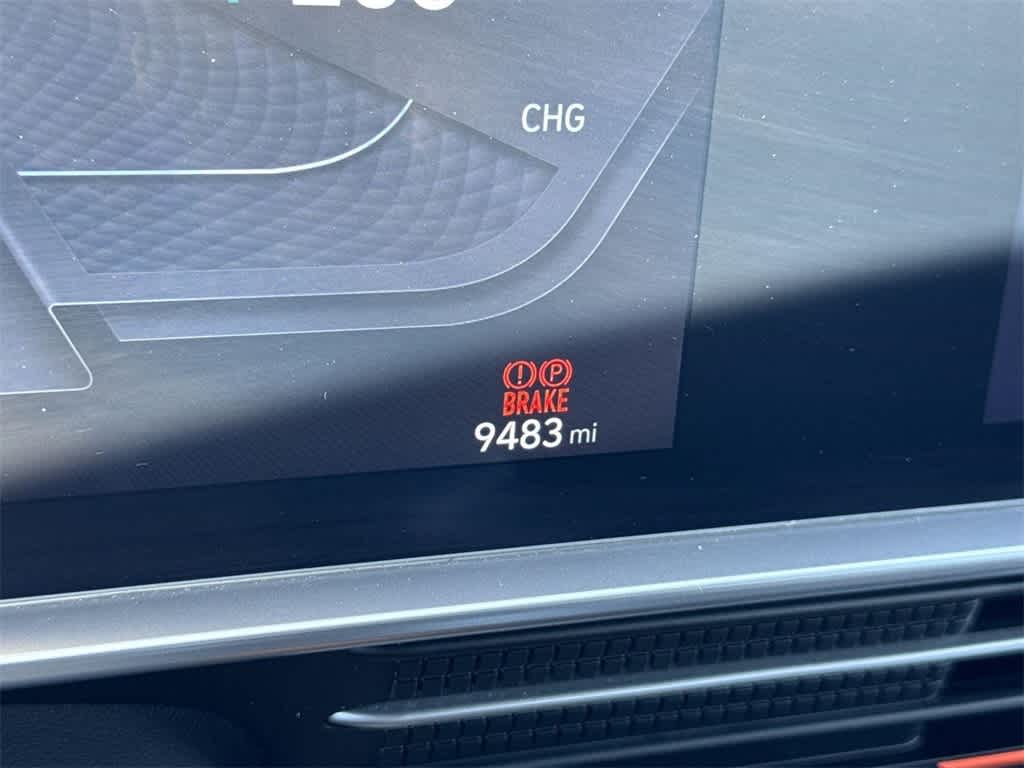 CHG
(!) (P)
BRAKE
9483 mi